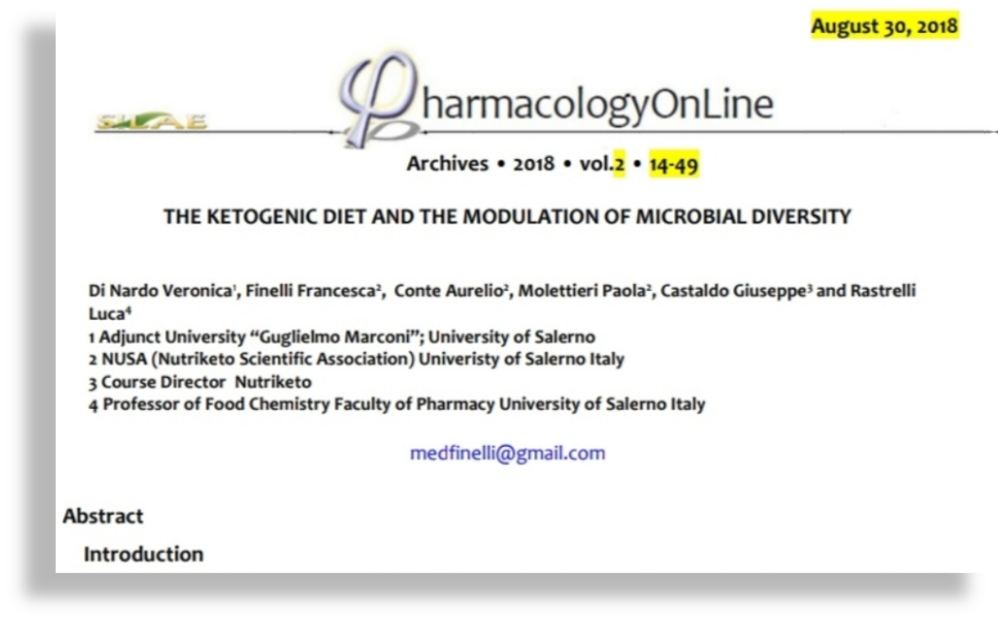 August 30, 2018
SILAE
PharmacologyOnLine
Archives • 2018 • vol.2 • 14-49
THE KETOGENIC DIET AND THE MODULATION OF MICROBIAL DIVERSITY
Di Nardo Veronica¹, Finelli Francesca², Conte Aurelio², Molettieri Paola², Castaldo Giuseppe³ and Rastrelli
Luca⁴
1 Adjunct University “Guglielmo Marconi”; University of Salerno
2 NUSA (Nutriketo Scientific Association) Univeristy of Salerno Italy
3 Course Director Nutriketo
4 Professor of Food Chemistry Faculty of Pharmacy University of Salerno Italy
medfinelli@gmail.com
Abstract
Introduction